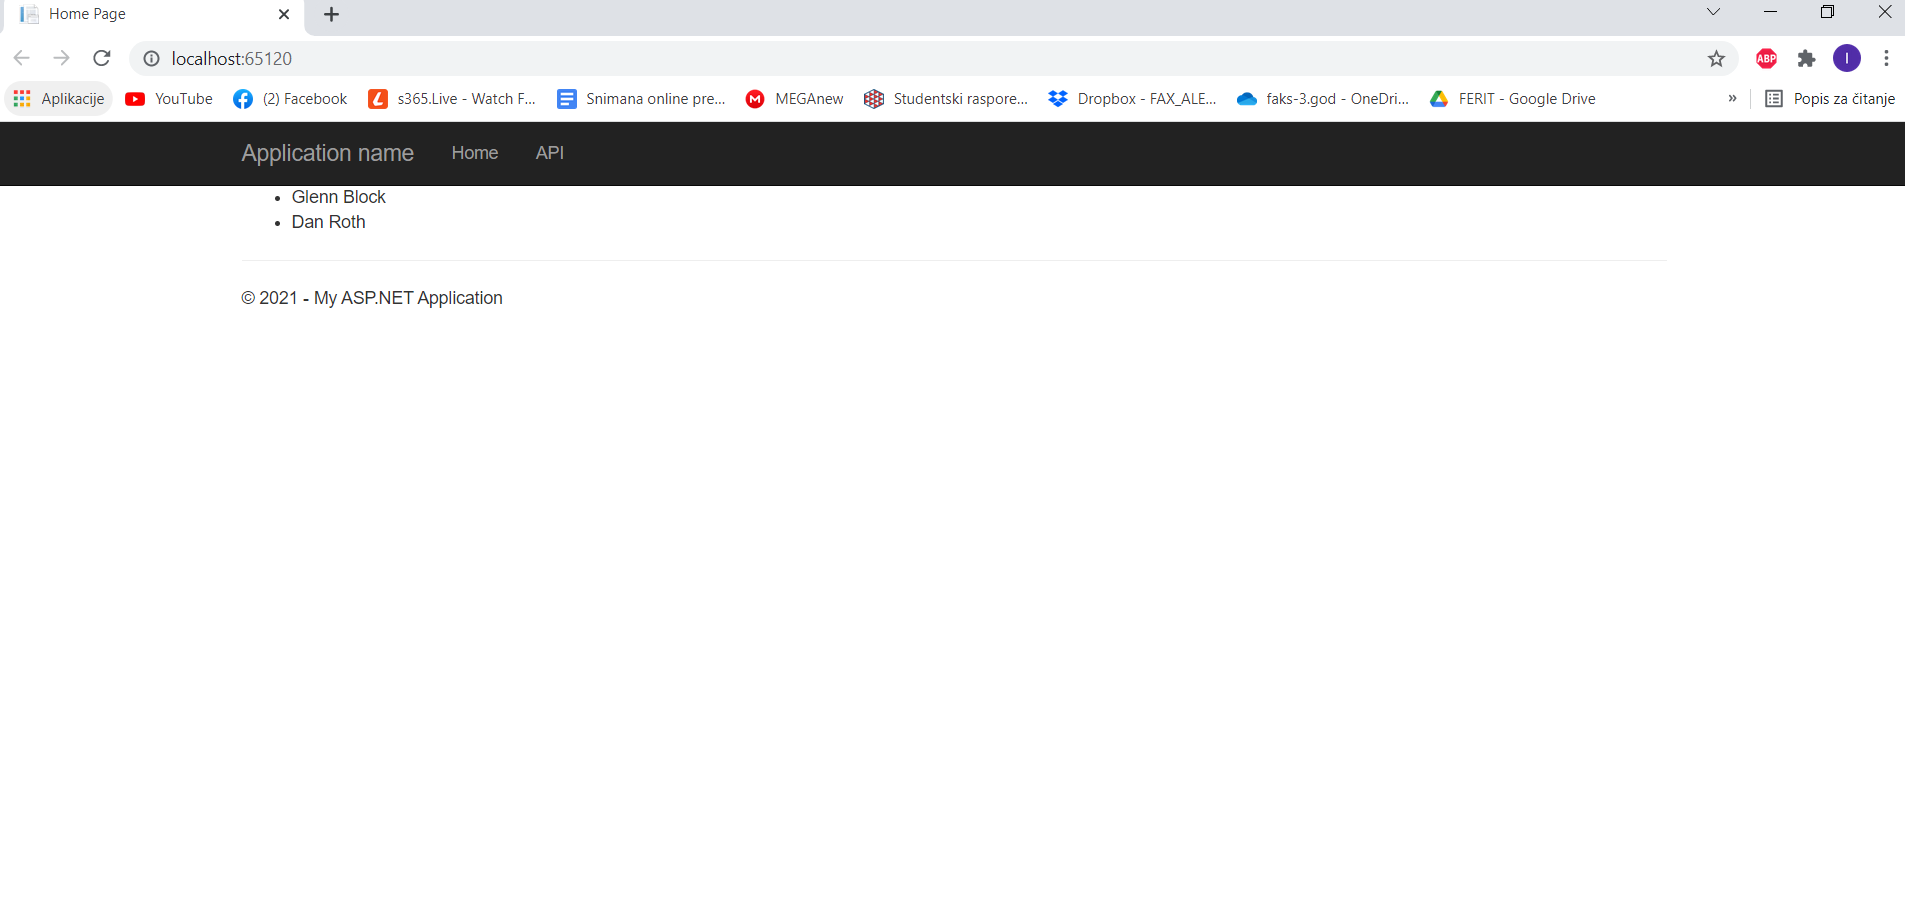 Home Page
localhost:65120
ABP
I
Aplikacije YouTube (2) Facebook s365.Live - Watch F... Snimana online pre... MEGAnew Studentski raspore... Dropbox - FAX_ALE... faks-3.god - OneDri... FERIT - Google Drive » Popis za čitanje
Application name Home API
• Glenn Block
• Dan Roth
© 2021 - My ASP.NET Application